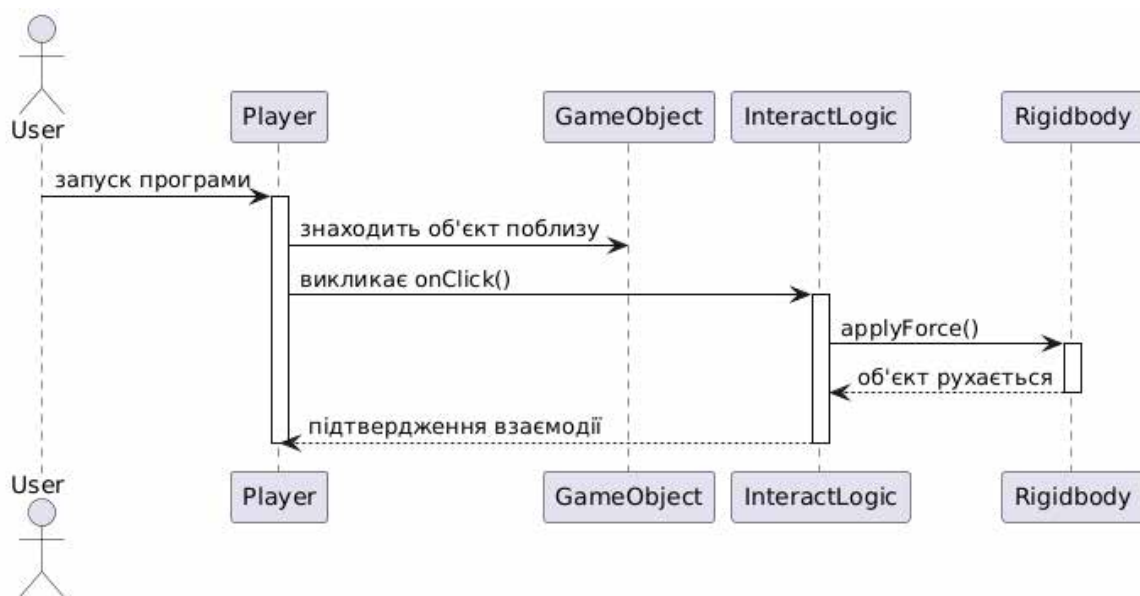 User
Player
GameObject
InteractLogic
Rigidbody
запуск програми
знаходить об'єкт поблизу
викликає onClick()
applyForce()
об'єкт рухається
підтвердження взаємодії
User
Player
GameObject
InteractLogic
Rigidbody